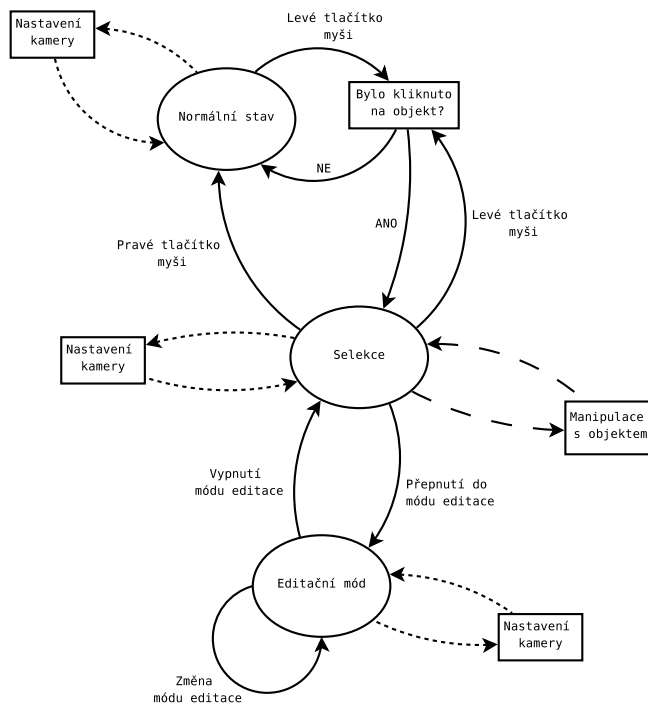 Levé tlačítko
myši
Nastavení
kamery
Bylo kliknuto
na objekt?
Normální stav
NE
ANO
Levé tlačítko
myši
Pravé tlačítko
myši
Nastavení
kamery
Selekce
Manipulace
s objektem
Vypnutí
módu editace
Přepnutí do
módu editace
Editační mód
Nastavení
kamery
Změna
módu editace